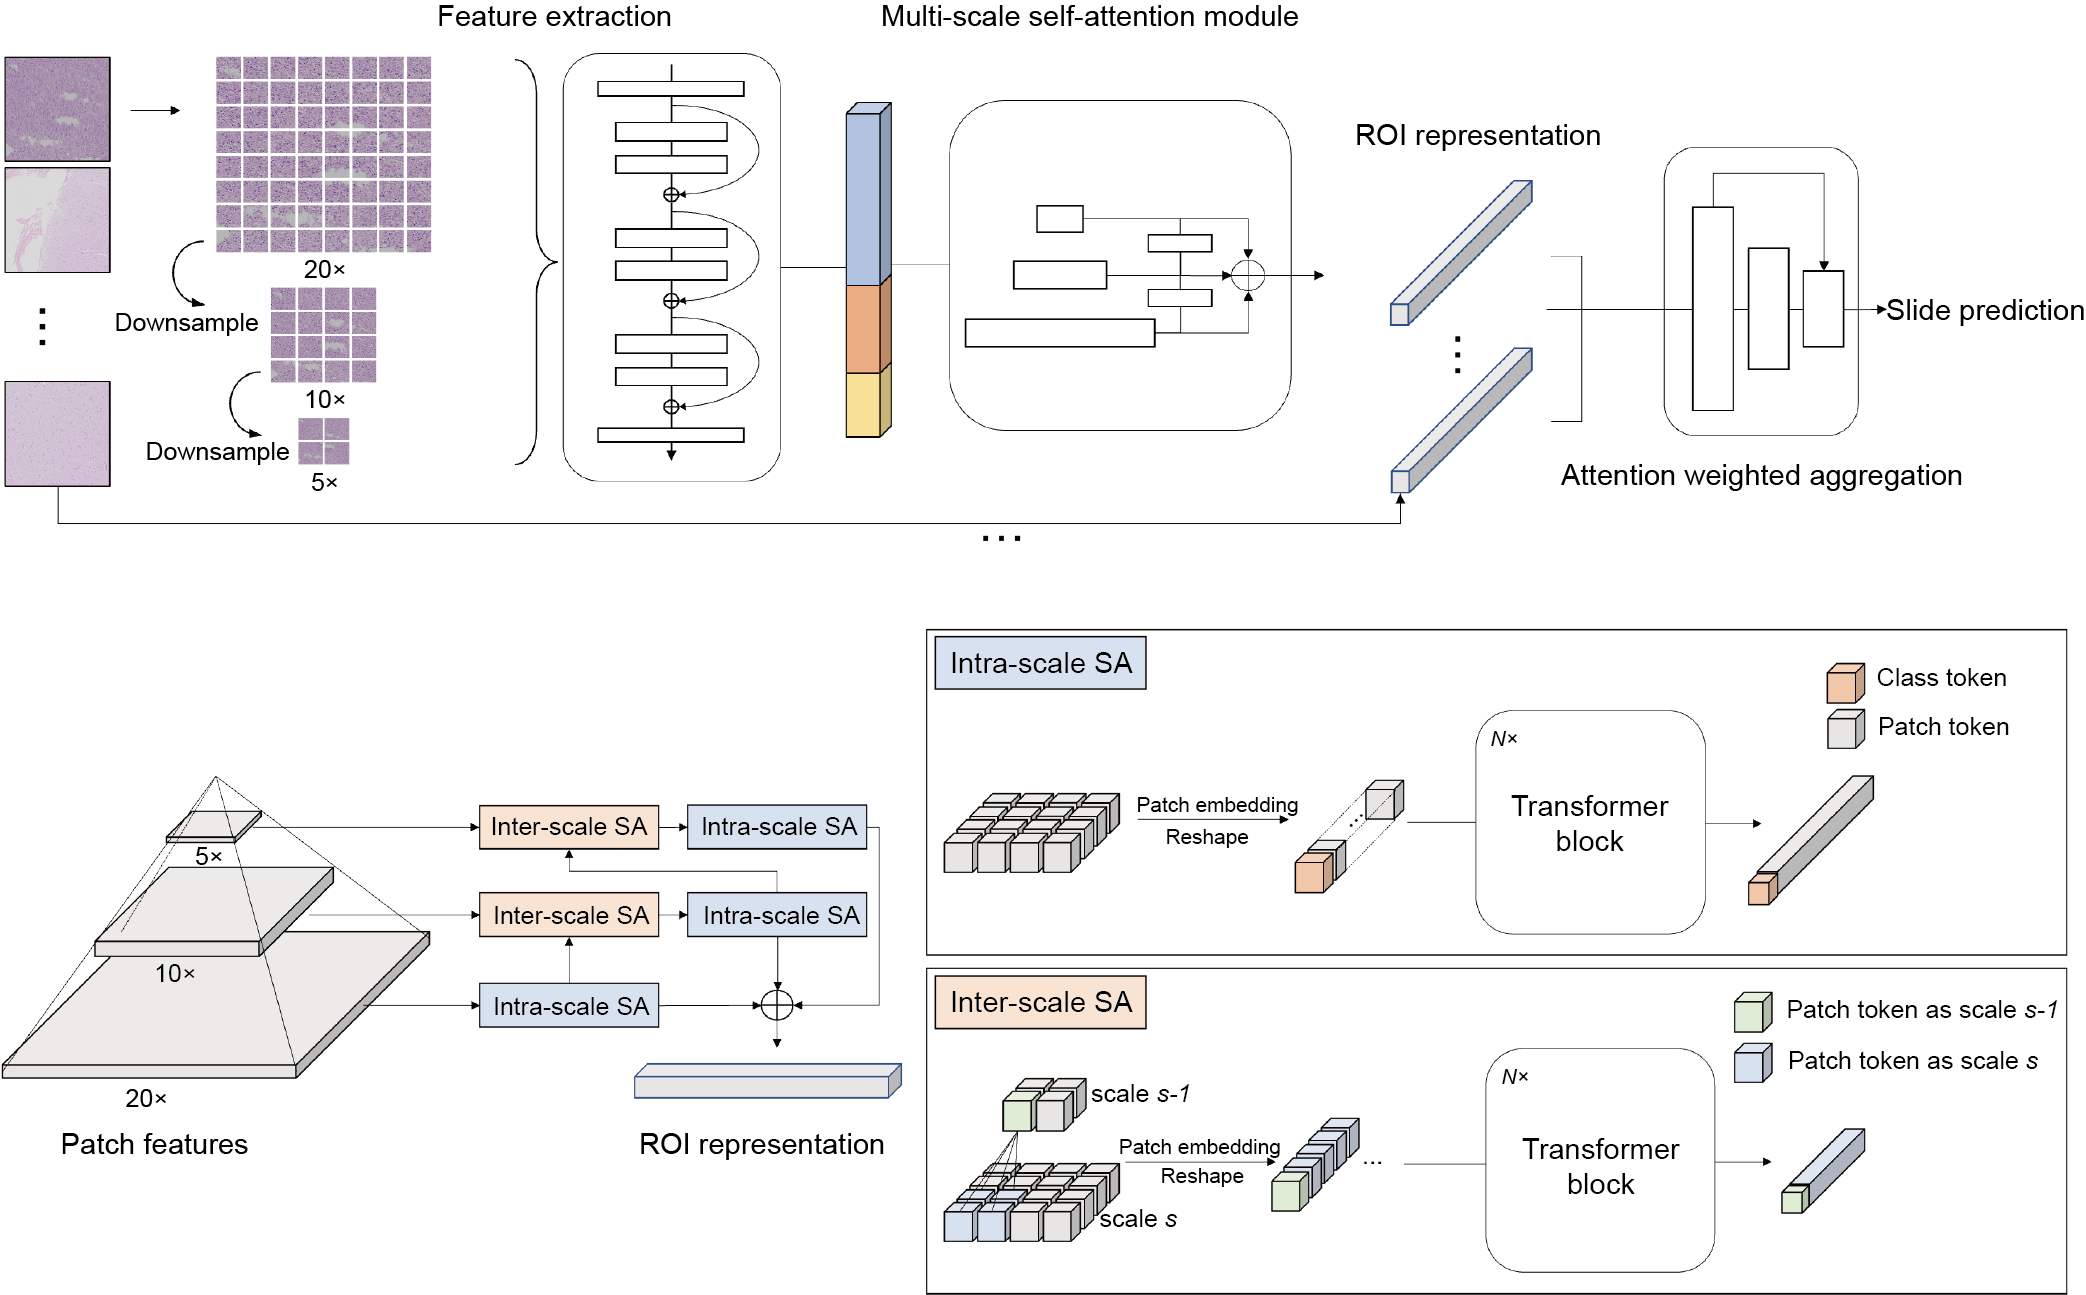 Feature extraction
Multi-scale self-attention module
20×
Downsample
10×
Downsample
5×
ROI representation
Slide prediction
Attention weighted aggregation
5×
10×
20×
Patch features
Inter-scale SA
Intra-scale SA
Inter-scale SA
Intra-scale SA
Intra-scale SA
ROI representation
Intra-scale SA
Class token
Patch token
Patch embedding
Reshape
N×
Transformer
block
Inter-scale SA
Patch token as scale s-1
Patch token as scale s
scale s-1
scale s
Patch embedding
Reshape
...
N×
Transformer
block